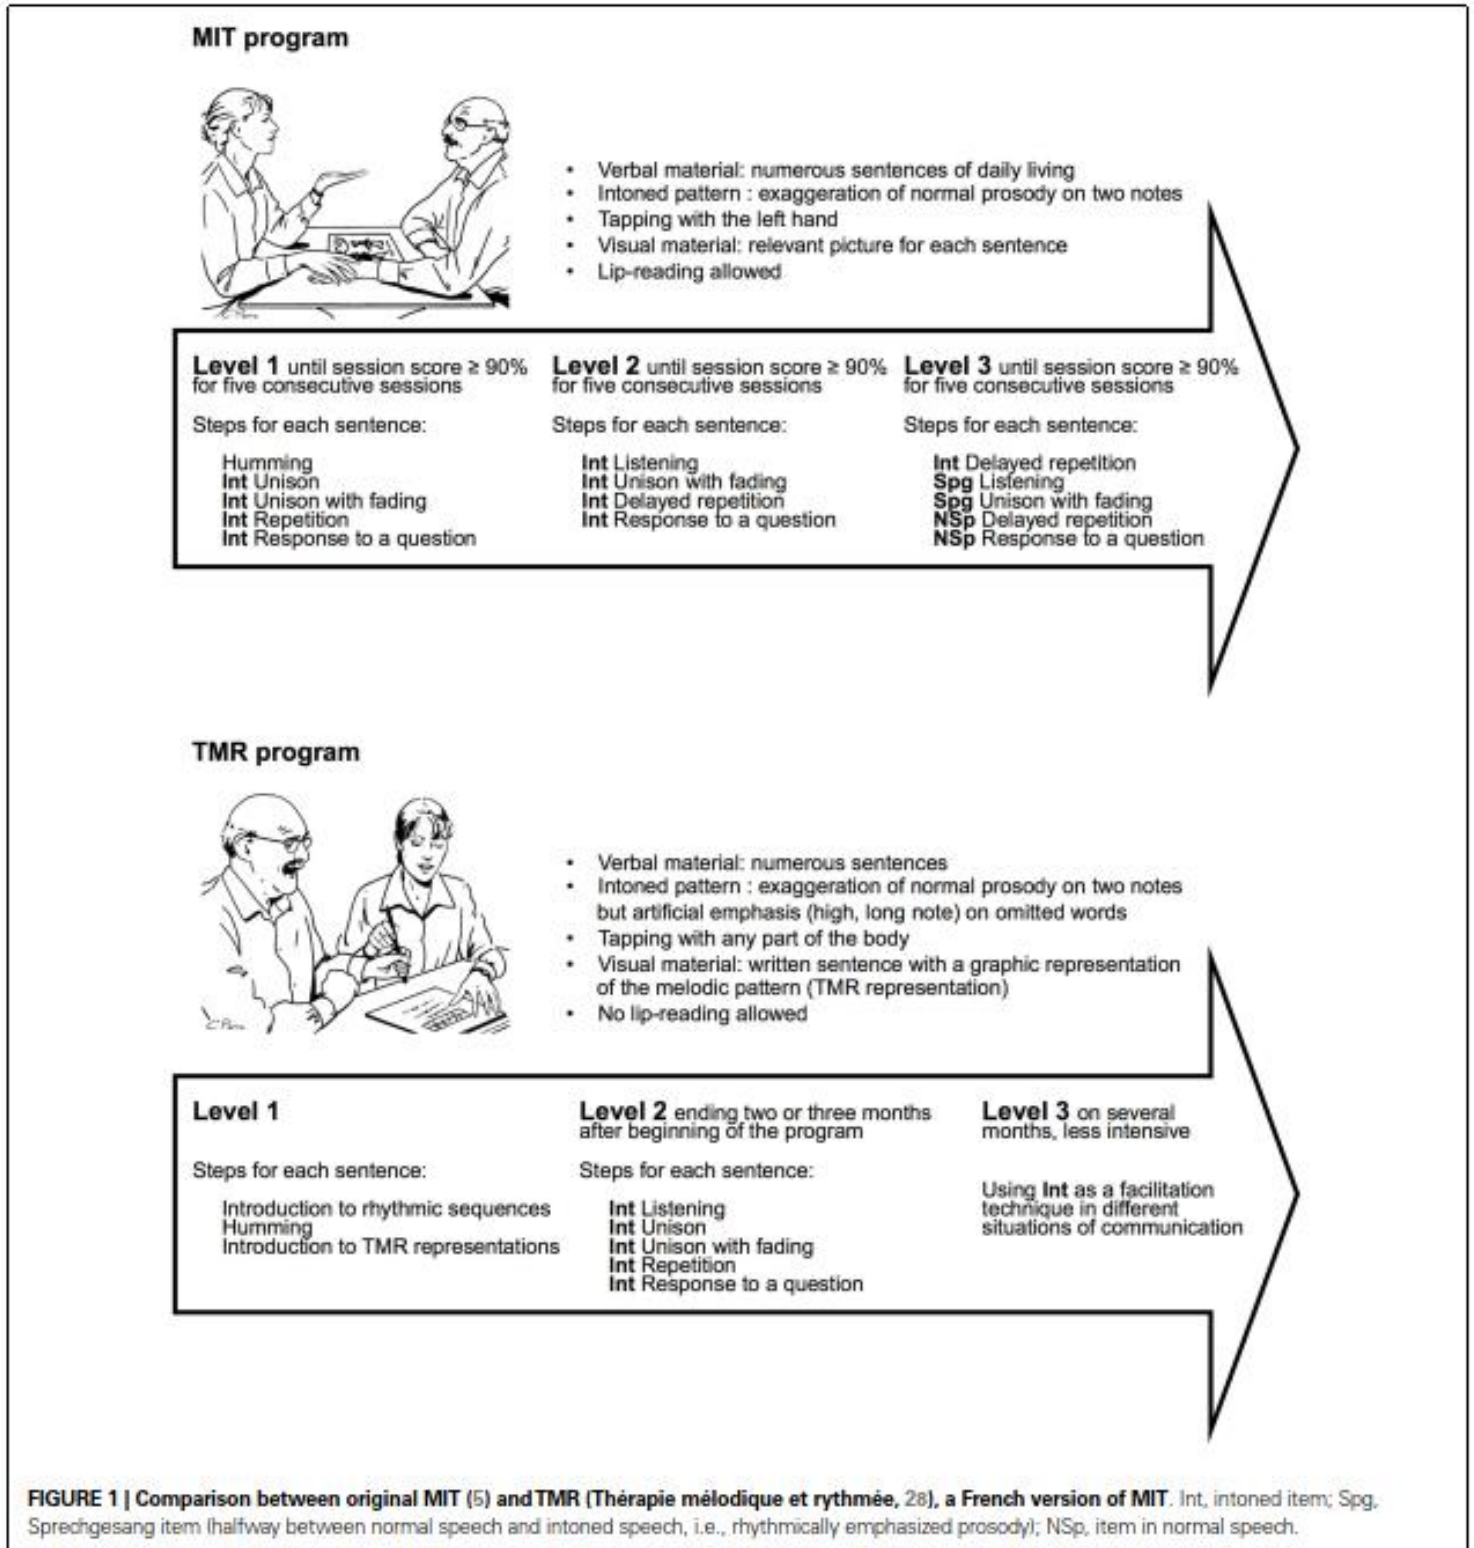 MIT program
• Verbal material: numerous sentences of daily living
• Intoned pattern : exaggeration of normal prosody on two notes
• Tapping with the left hand
• Visual material: relevant picture for each sentence
• Lip-reading allowed
Level 1 until session score ≥ 90%
for five consecutive sessions
Steps for each sentence:
Humming
Int Unison
Int Unison with fading
Int Repetition
Int Response to a question
Level 2 until session score ≥ 90%
for five consecutive sessions
Steps for each sentence:
Int Listening
Int Unison with fading
Int Delayed repetition
Int Response to a question
Level 3 until session score ≥ 90%
for five consecutive sessions
Steps for each sentence:
Int Delayed repetition
Spg Listening
Spg Unison with fading
NSp Delayed repetition
NSp Response to a question
TMR program
• Verbal material: numerous sentences
• Intoned pattern : exaggeration of normal prosody on two notes
but artificial emphasis (high, long note) on omitted words
• Tapping with any part of the body
• Visual material: written sentence with a graphic representation
of the melodic pattern (TMR representation)
• No lip-reading allowed
Level 1
Steps for each sentence:
Introduction to rhythmic sequences
Humming
Introduction to TMR representations
Level 2 ending two or three months
after beginning of the program
Steps for each sentence:
Int Listening
Int Unison
Int Unison with fading
Int Repetition
Int Response to a question
Level 3 on several
months, less intensive
Using Int as a facilitation
technique in different
situations of communication
FIGURE 1 | Comparison between original MIT (5) and TMR (Thérapie mélodique et rythmée, 28), a French version of MIT. Int, intoned item; Spg,
Sprechgesang item (halfway between normal speech and intoned speech, i.e., rhythmically emphasized prosody); NSp, item in normal speech.